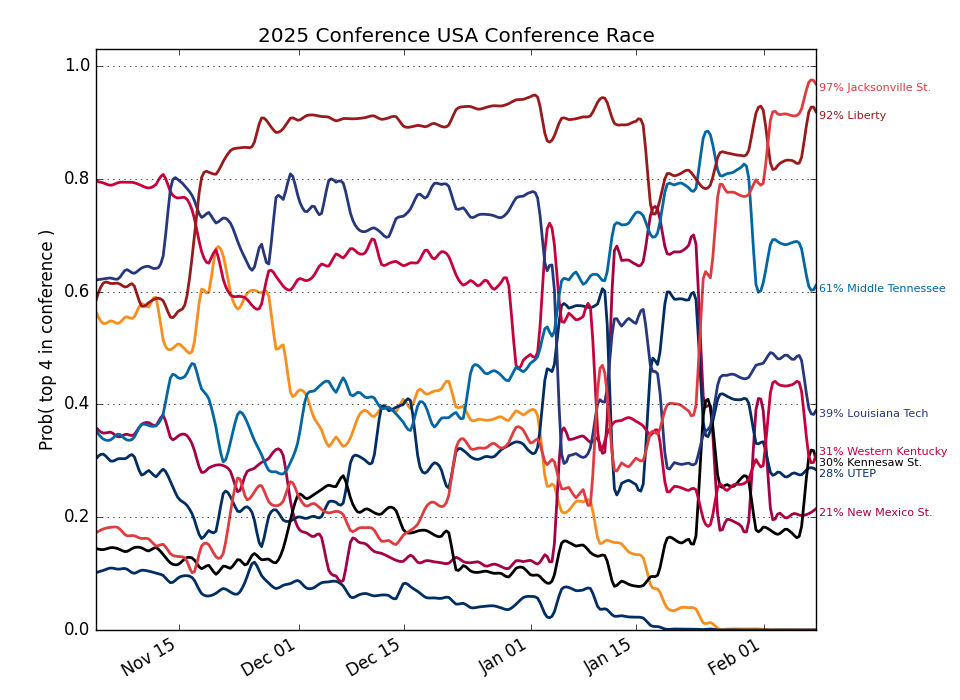 2025 Conference USA Conference Race
Prob( top 4 in conference )
1.0
0.8
0.6
0.4
0.2
0.0
Nov 15
Dec 01
Dec 15
Jan 01
Jan 15
Feb 01
97% Jacksonville St.
92% Liberty
61% Middle Tennessee
39% Louisiana Tech
31% Western Kentucky
30% Kennesaw St.
28% UTEP
21% New Mexico St.